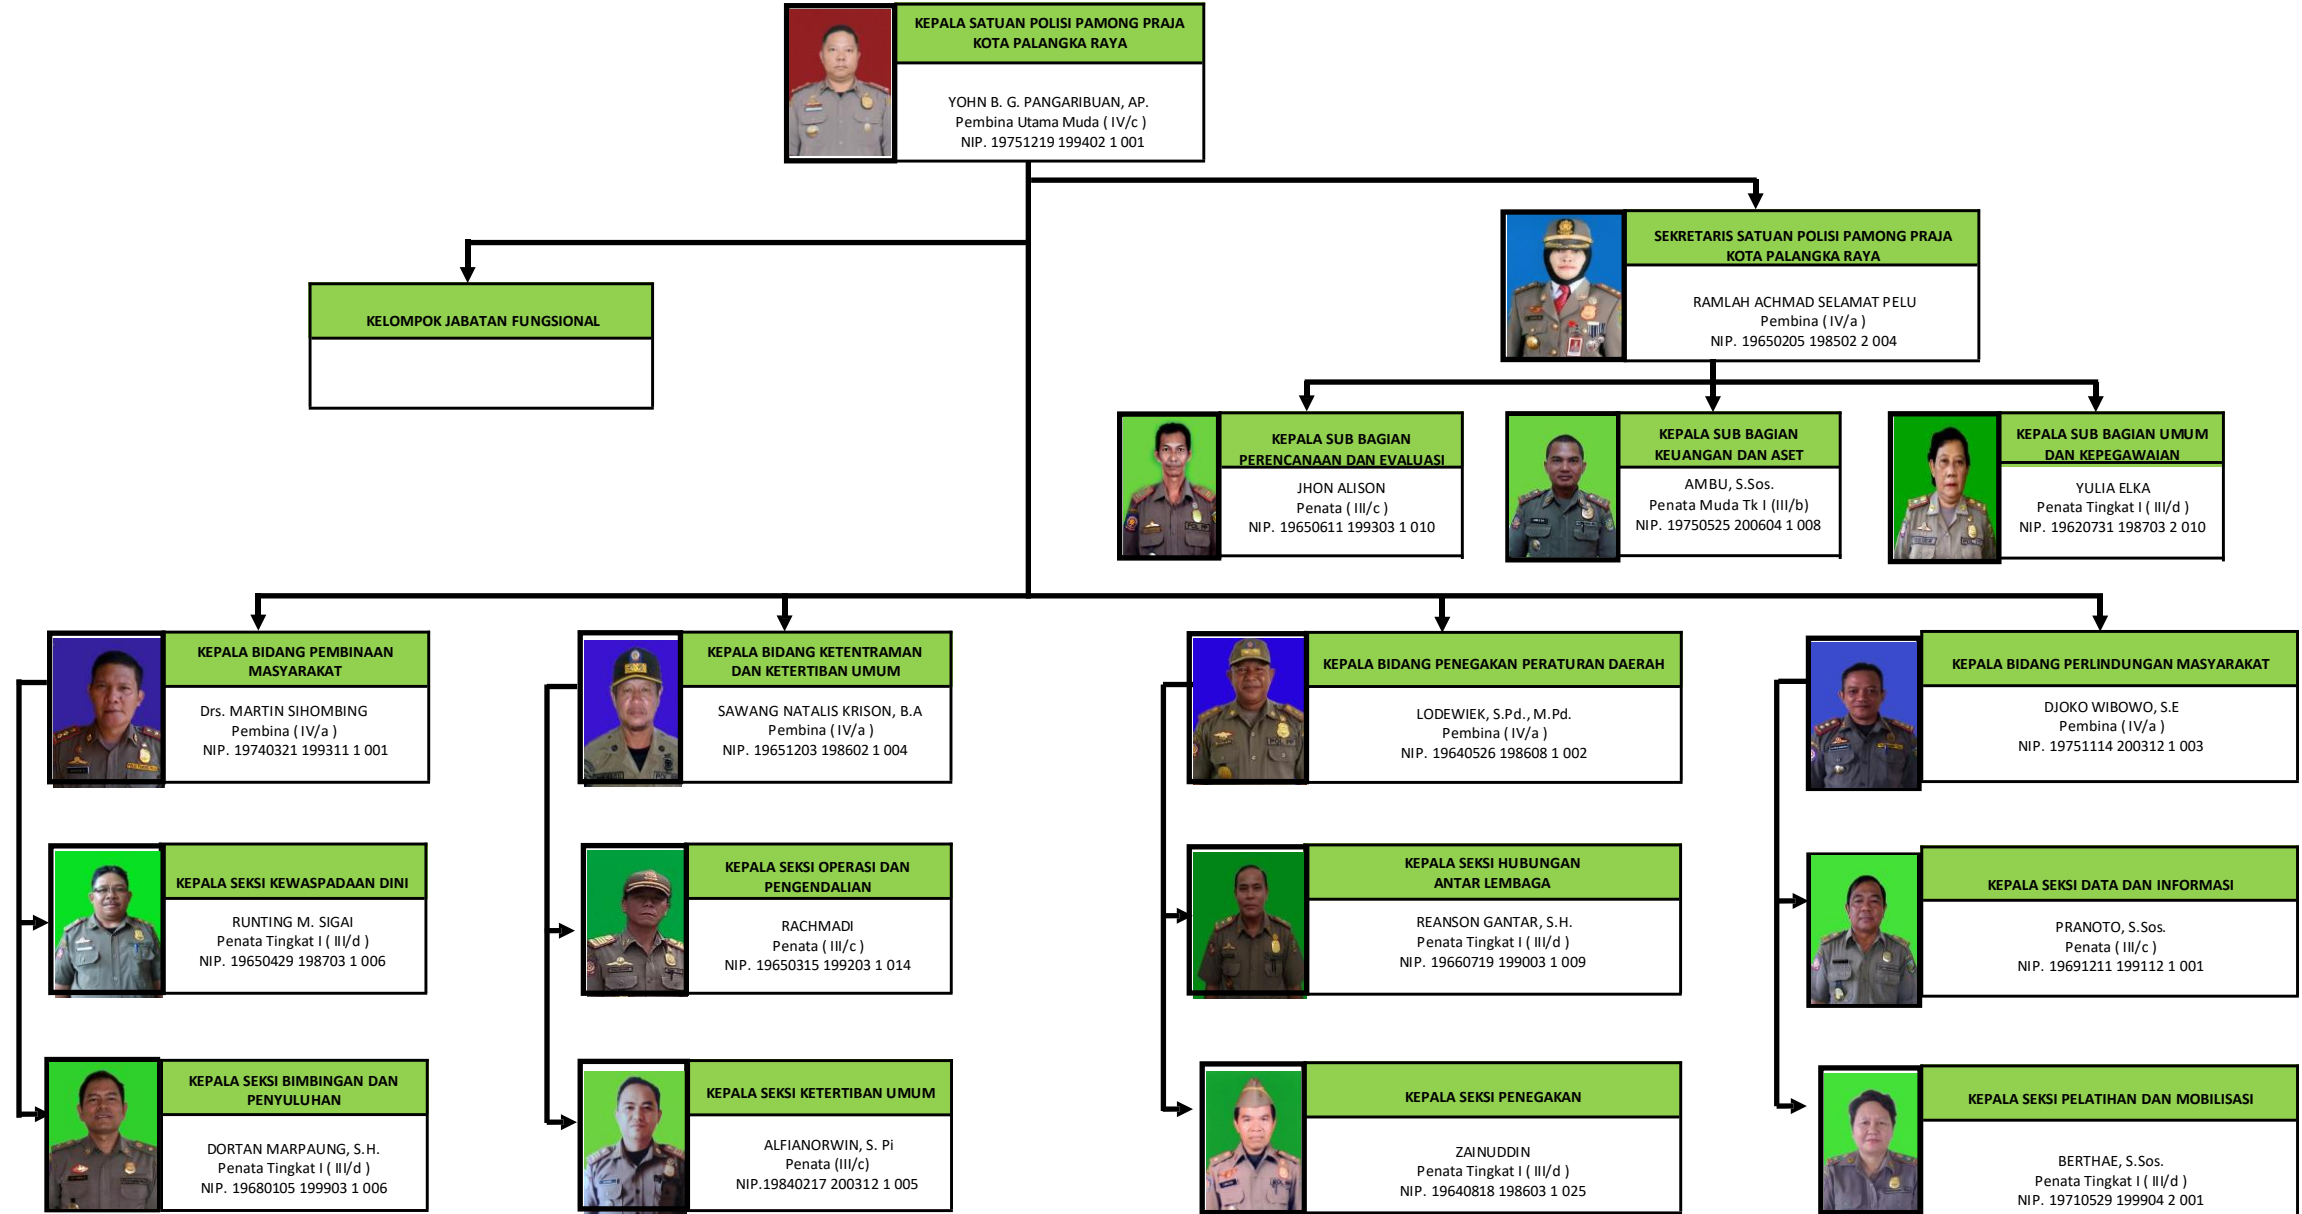 KEPALA SATUAN POLISI PAMONG PRAJA
KOTA PALANGKA RAYA
YOHN B. G. PANGARIBUAN, AP.
Pembina Utama Muda ( IV/c )
NIP. 19751219 199402 1 001
SEKRETARIS SATUAN POLISI PAMONG PRAJA
KOTA PALANGKA RAYA
RAMLAH ACHMAD SELAMAT PELU
Pembina ( IV/a )
NIP. 19650205 198502 2 004
KELOMPOK JABATAN FUNGSIONAL
KEPALA SUB BAGIAN
PERENCANAAN DAN EVALUASI
JHON ALISON
Penata ( III/c )
NIP. 19650611 199303 1 010
KEPALA SUB BAGIAN
KEUANGAN DAN ASET
AMBU, S.Sos.
Penata Muda Tk I (III/b)
NIP. 19750525 200604 1 008
KEPALA SUB BAGIAN UMUM
DAN KEPEGAWAIAN
YULIA ELKA
Penata Tingkat I ( III/d )
NIP. 19620731 198703 2 010
KEPALA BIDANG PEMBINAAN
MASYARAKAT
Drs. MARTIN SIHOMBING
Pembina ( IV/a )
NIP. 19740321 199311 1 001
KEPALA BIDANG KETENTRAMAN
DAN KETERTIBAN UMUM
SAWANG NATALIS KRISON, B.A
Pembina ( IV/a )
NIP. 19651203 198602 1 004
KEPALA BIDANG PENEGAKAN PERATURAN DAERAH
LODEWIEK, S.Pd., M.Pd.
Pembina ( IV/a )
NIP. 19640526 198608 1 002
KEPALA BIDANG PERLINDUNGAN MASYARAKAT
DJOKO WIBOWO, S.E
Pembina ( IV/a )
NIP. 19751114 200312 1 003
KEPALA SEKSI KEWASPADAAN DINI
RUNTING M. SIGAI
Penata Tingkat I ( III/d )
NIP. 19650429 198703 1 006
KEPALA SEKSI OPERASI DAN
PENGENDALIAN
RACHMADI
Penata ( III/c )
NIP. 19650315 199203 1 014
KEPALA SEKSI HUBUNGAN
ANTAR LEMBAGA
REANSON GANTAR, S.H.
Penata Tingkat I ( III/d )
NIP. 19660719 199003 1 009
KEPALA SEKSI DATA DAN INFORMASI
PRANOTO, S.Sos.
Penata ( III/c )
NIP. 19691211 199112 1 001
KEPALA SEKSI BIMBINGAN DAN
PENYULUHAN
DORTAN MARPAUNG, S.H.
Penata Tingkat I ( III/d )
NIP. 19680105 199903 1 006
KEPALA SEKSI KETERTIBAN UMUM
ALFIANORWIN, S. Pi
Penata (III/c)
NIP.19840217 200312 1 005
KEPALA SEKSI PENEGAKAN
ZAINUDDIN
Penata Tingkat I ( III/d )
NIP. 19640818 198603 1 025
KEPALA SEKSI PELATIHAN DAN MOBILISASI
BERTHAE, S.Sos.
Penata Tingkat I ( III/d )
NIP. 19710529 199904 2 001